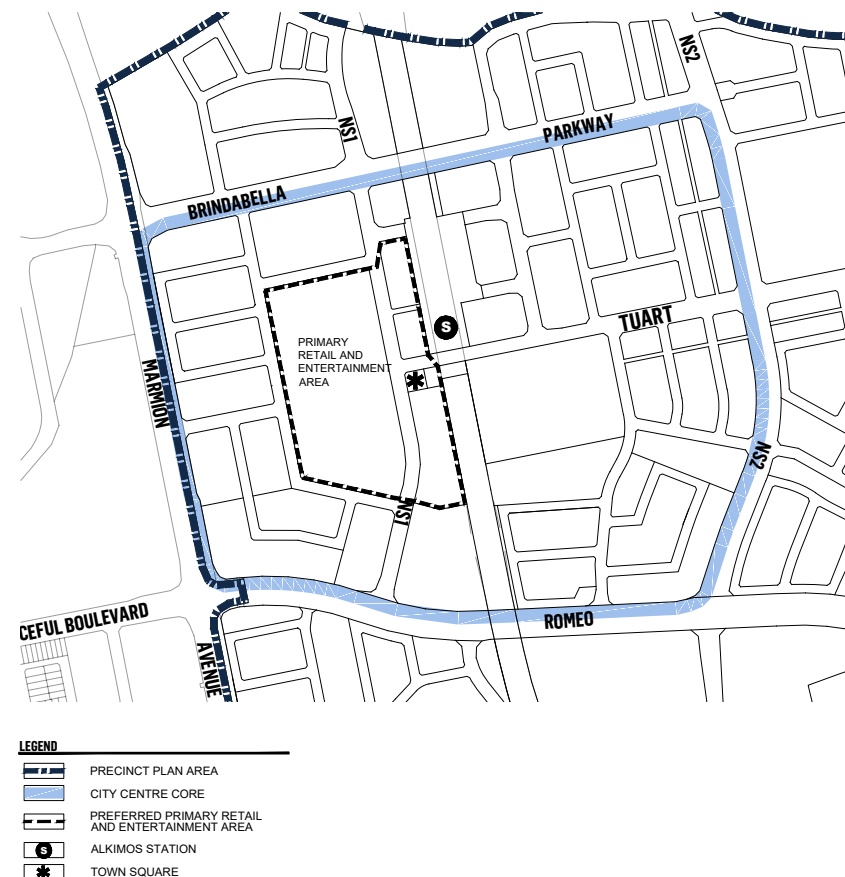 NS2
NS1
PARKWAY
BRINDABELLA
TUART
S
PRIMARY
RETAIL AND
ENTERTAINMENT
AREA
MARMION
NS2
NS1
ROMEO
CEFUL BOULEVARD
AVENUE
LEGEND
PRECINCT PLAN AREA
CITY CENTRE CORE
PREFERRED PRIMARY RETAIL
AND ENTERTAINMENT AREA
S
ALKIMOS STATION
TOWN SQUARE